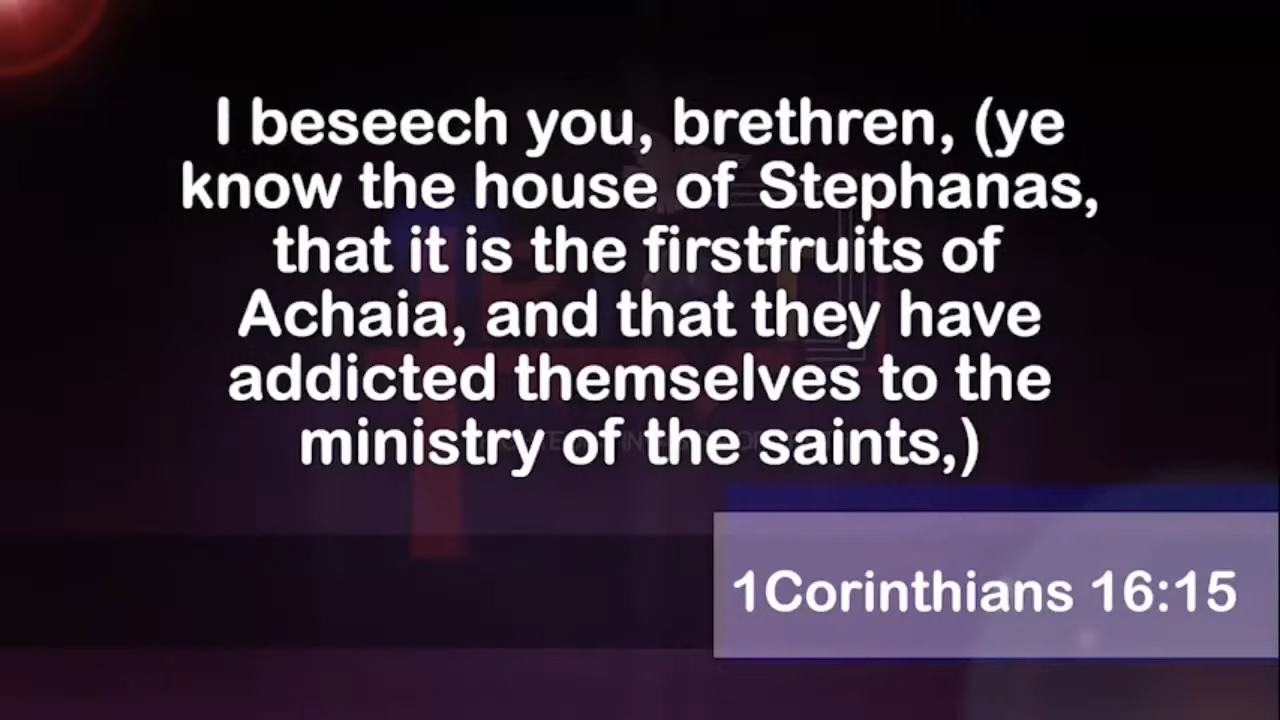 I beseech you, brethren, (ye
know the house of Stephanas,
that it is the firstfruits of
Achaia, and that they have
addicted themselves to the
ministry of the saints,)
1Corinthians 16:15